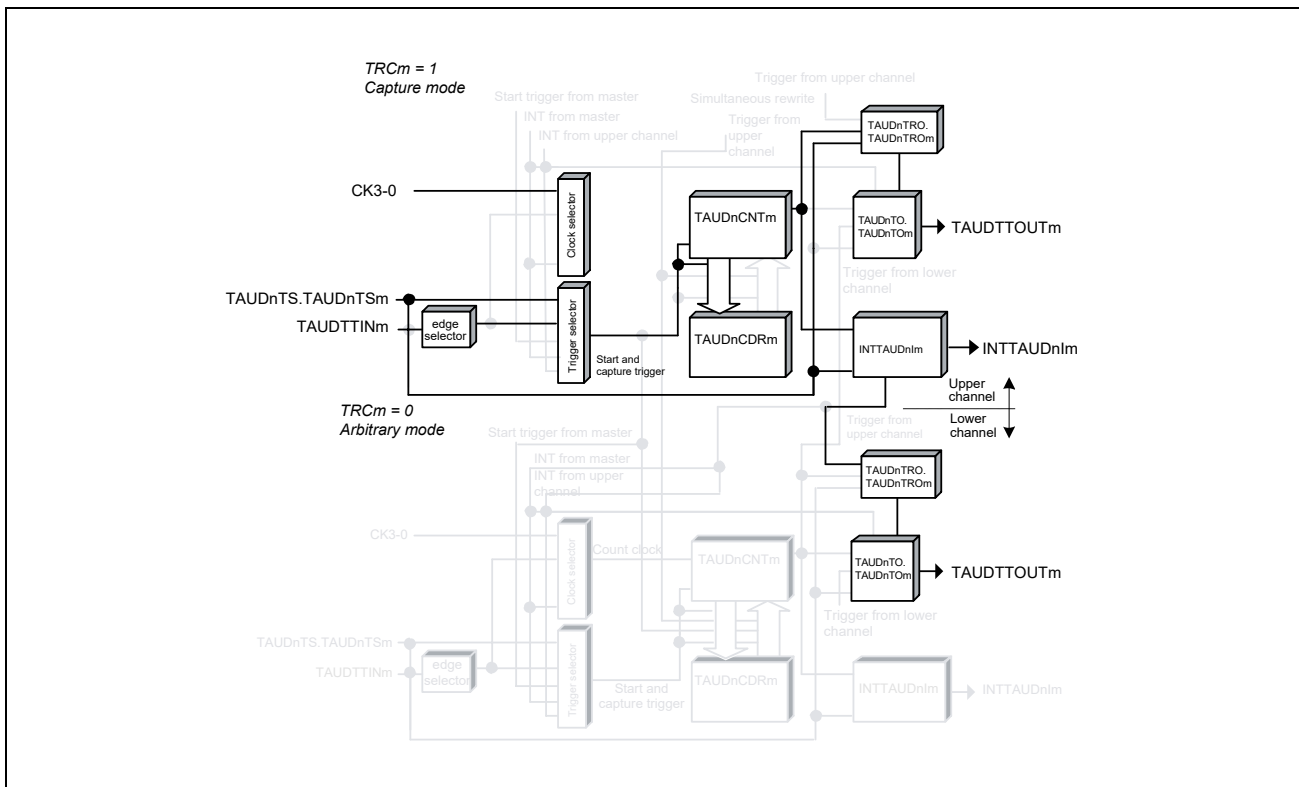 TRCm = 1
Capture mode
Trigger from upper channel
Simultaneous rewrite
Start trigger from master
INT from master
INT from upper channel
Trigger from
upper
channel
TAUDnTRO.
TAUDnTROm
CK3-0
Clock selector
TAUDnCNTm
TAUDnTO.
TAUDnTOm
TAUDTTOUTm
Trigger from lower
channel
TAUDnTS.TAUDnTSm
TAUDTTINm
edge
selector
Trigger selector
Start and
capture trigger
TAUDnCDRm
INTTAUDnIm
INTTAUDnIm
Upper
channel
Lower
channel
TRCm = 0
Arbitrary mode
Trigger from
upper channel
Start trigger from master
INT from master
INT from upper
channel
TAUDnTRO.
TAUDnTROm
CK3-0
Clock selector
Count clock
TAUDnCNTm
TAUDnTO.
TAUDnTOm
TAUDTTOUTm
Trigger from lower
channel
TAUDnTS.TAUDnTSm
TAUDTTINm
edge
selector
Trigger selector
Start and
capture trigger
TAUDnCDRm
INTTAUDnIm
INTTAUDnIm